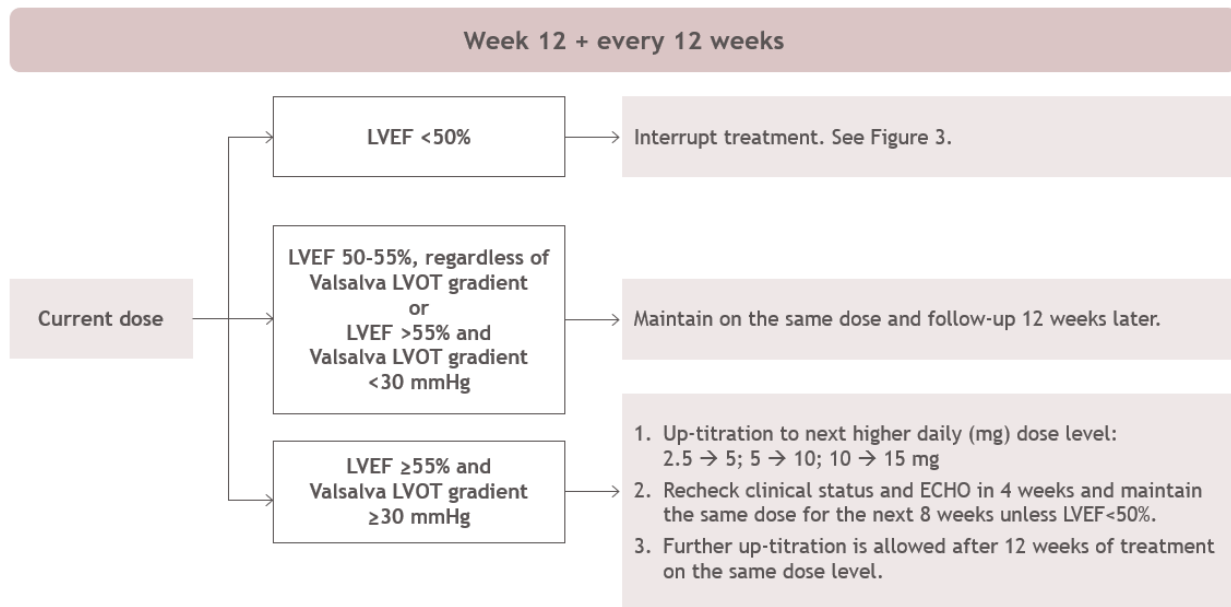 Week 12 + every 12 weeks
LVEF <50%
Interrupt treatment. See Figure 3.
Current dose
LVEF 50-55%, regardless of
Valsalva LVOT gradient
or
LVEF >55% and
Valsalva LVOT gradient
<30 mmHg
Maintain on the same dose and follow-up 12 weeks later.
LVEF ≥55% and
Valsalva LVOT gradient
≥30 mmHg
1. Up-titration to next higher daily (mg) dose level:
2.5 → 5; 5 → 10; 10 → 15 mg
2. Recheck clinical status and ECHO in 4 weeks and maintain
the same dose for the next 8 weeks unless LVEF<50%.
3. Further up-titration is allowed after 12 weeks of treatment
on the same dose level.